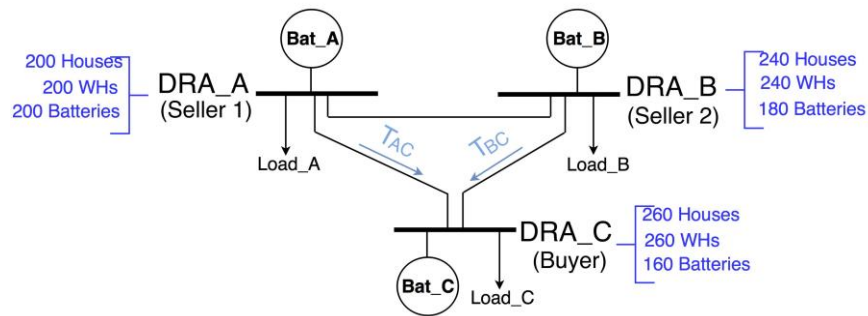 Bat_A
Bat_B
200 Houses
200 WHs
200 Batteries
DRA_A
(Seller 1)
DRA_B
(Seller 2)
240 Houses
240 WHs
180 Batteries
Load_A
TAC
TBC
Load_B
DRA_C
(Buyer)
260 Houses
260 WHs
160 Batteries
Bat_C
Load_C